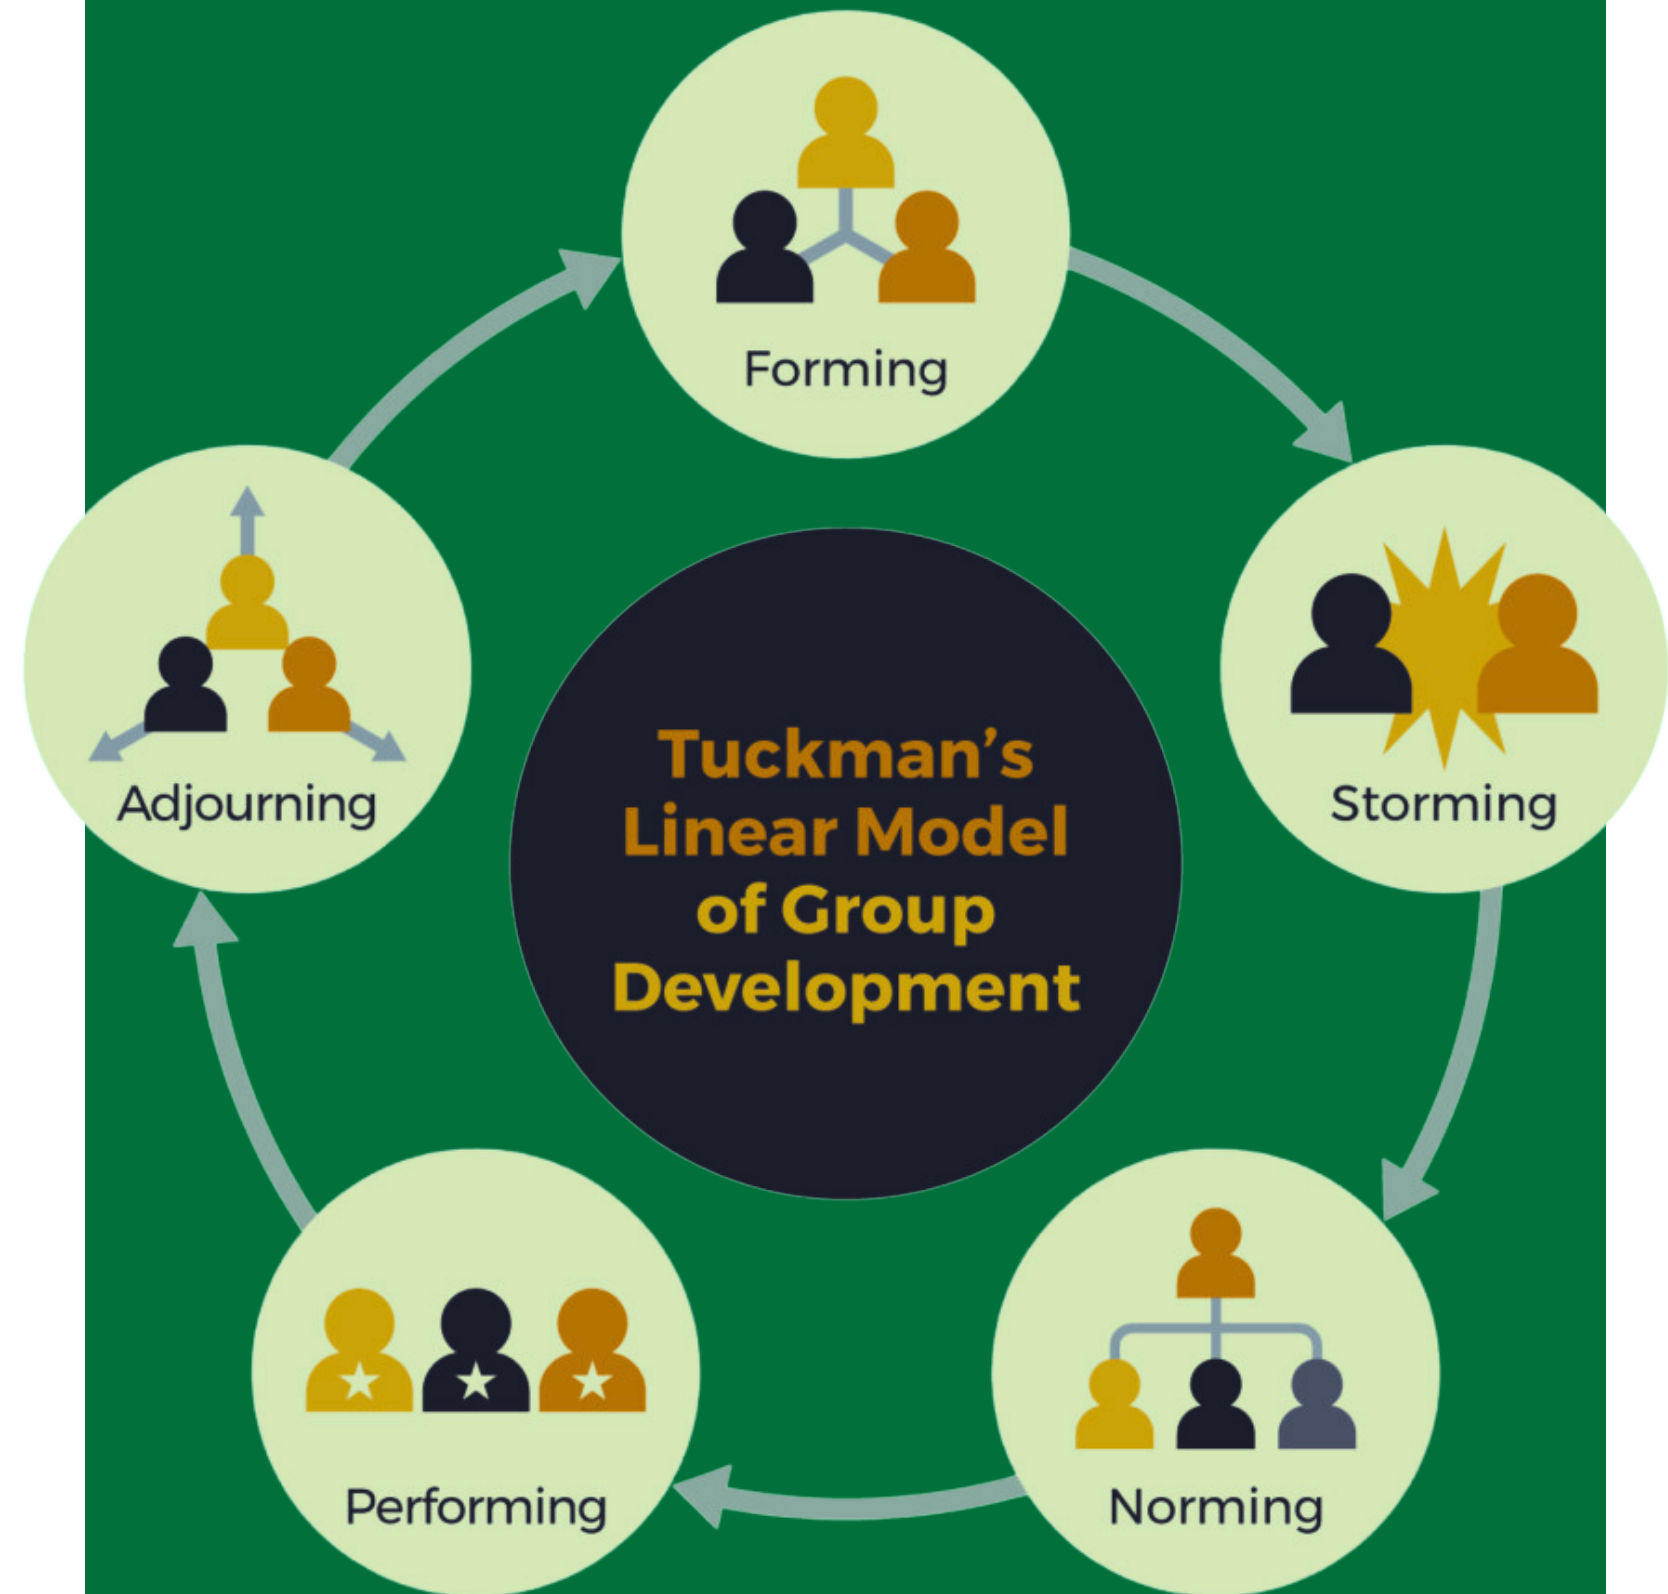 Forming
Storming
Norming
Performing
Adjourning
Tuckman’s
Linear Model
of Group
Development